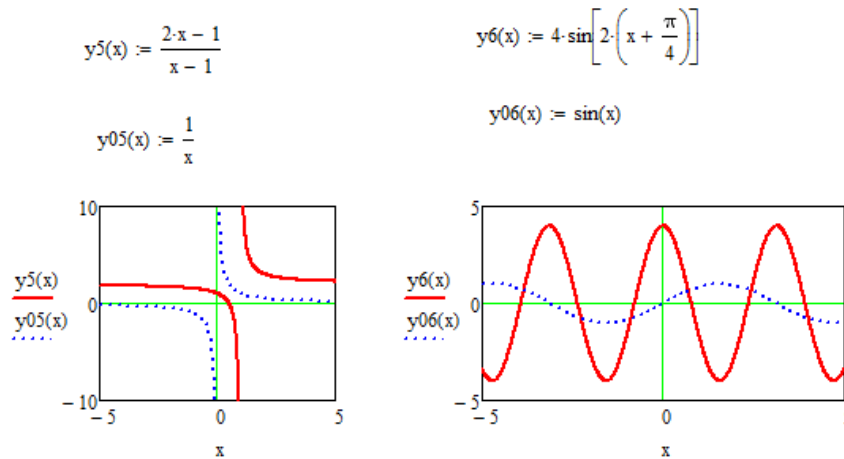 y5(x) := (2·x − 1)/(x − 1)
y05(x) := 1/x
10
y5(x)
0
y05(x)
−10
−5 0 5
x
y6(x) := 4·sin[2·(x + π/4)]
y06(x) := sin(x)
5
y6(x)
0
y06(x)
−5
−5 0
x